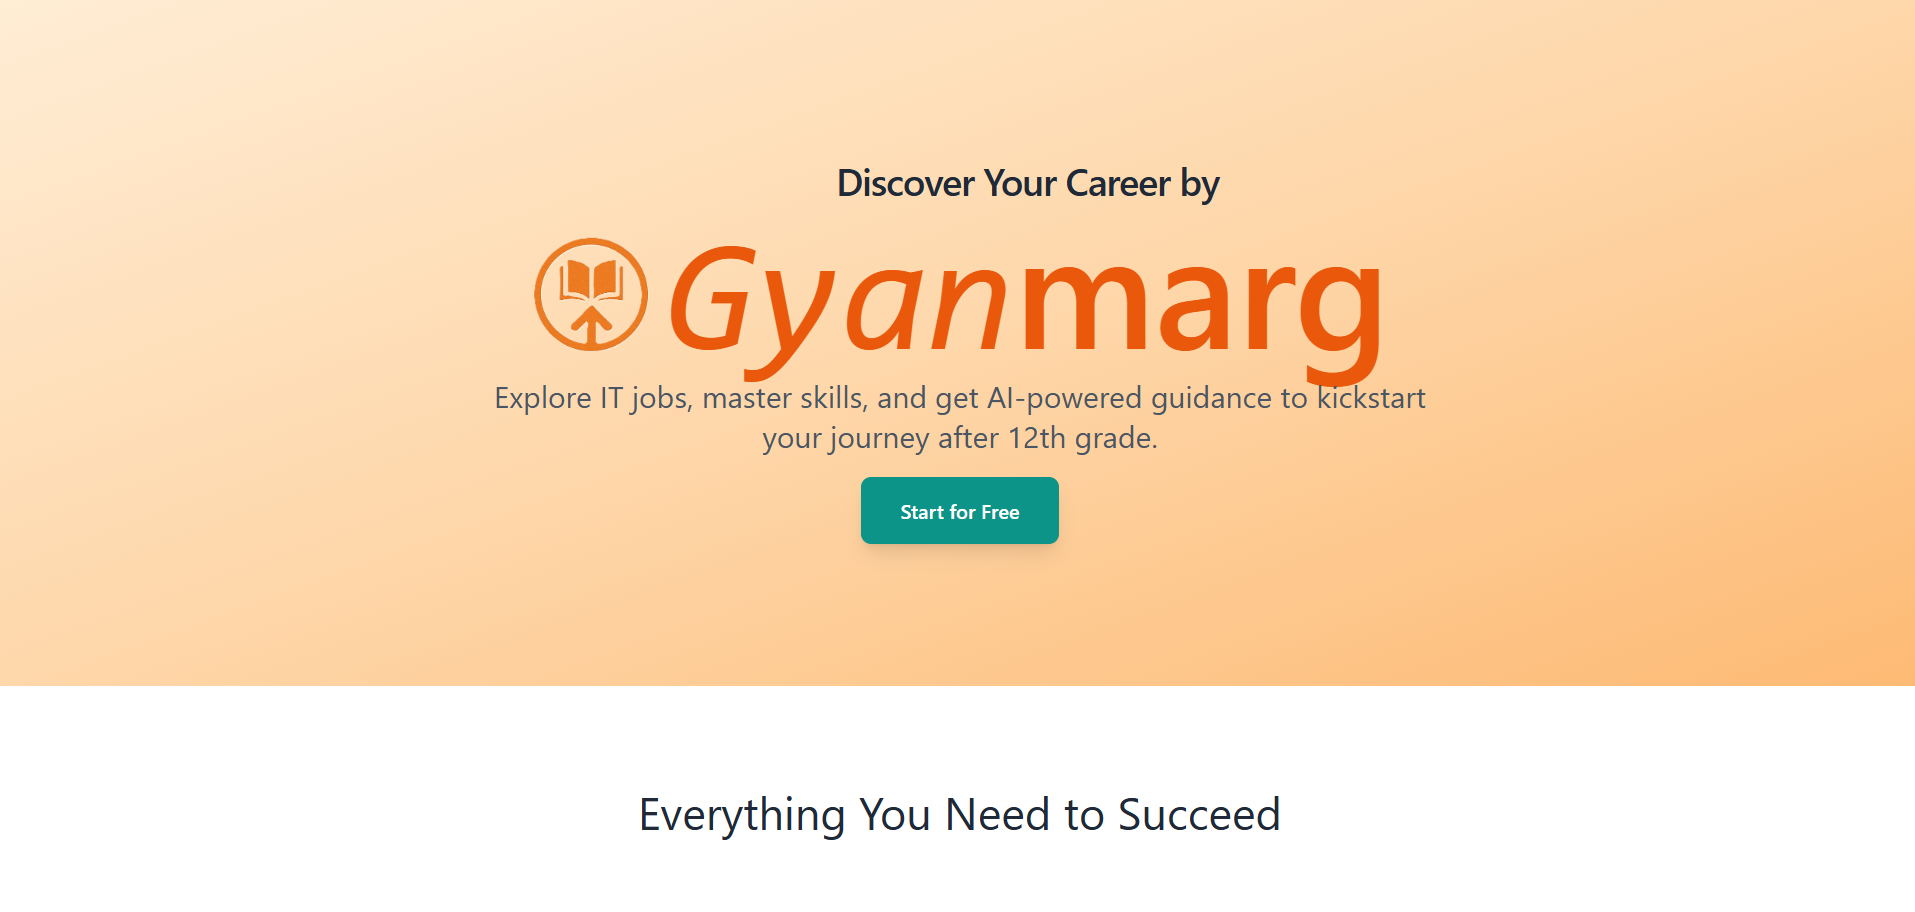 Discover Your Career by
Gyanmarg
Explore IT jobs, master skills, and get AI-powered guidance to kickstart
your journey after 12th grade.
Start for Free
Everything You Need to Succeed